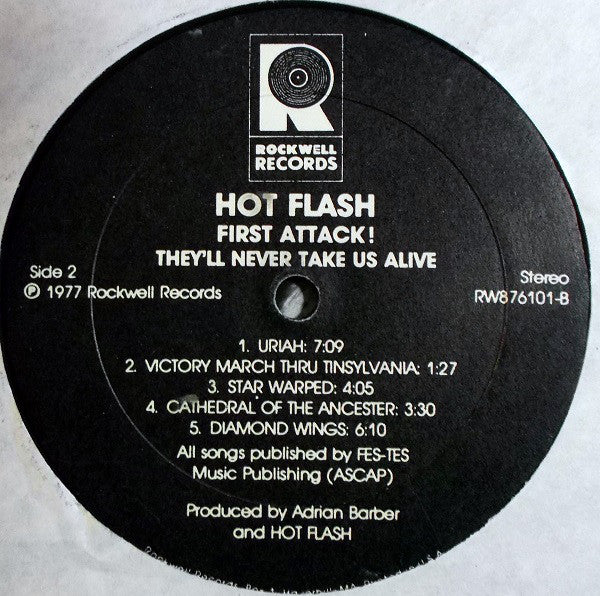 ROCKWELL
RECORDS
HOT FLASH
FIRST ATTACK!
THEY'LL NEVER TAKE US ALIVE
Side 2
℗ 1977 Rockwell Records
Stereo
RW876101-B
1. URIAH: 7:09
2. VICTORY MARCH THRU TINSYLVANIA: 1:27
3. STAR WARPED: 4:05
4. CATHEDRAL OF THE ANCESTER: 3:30
5. DIAMOND WINGS: 6:10
All songs published by FES-TES
Music Publishing (ASCAP)
Produced by Adrian Barber
and HOT FLASH